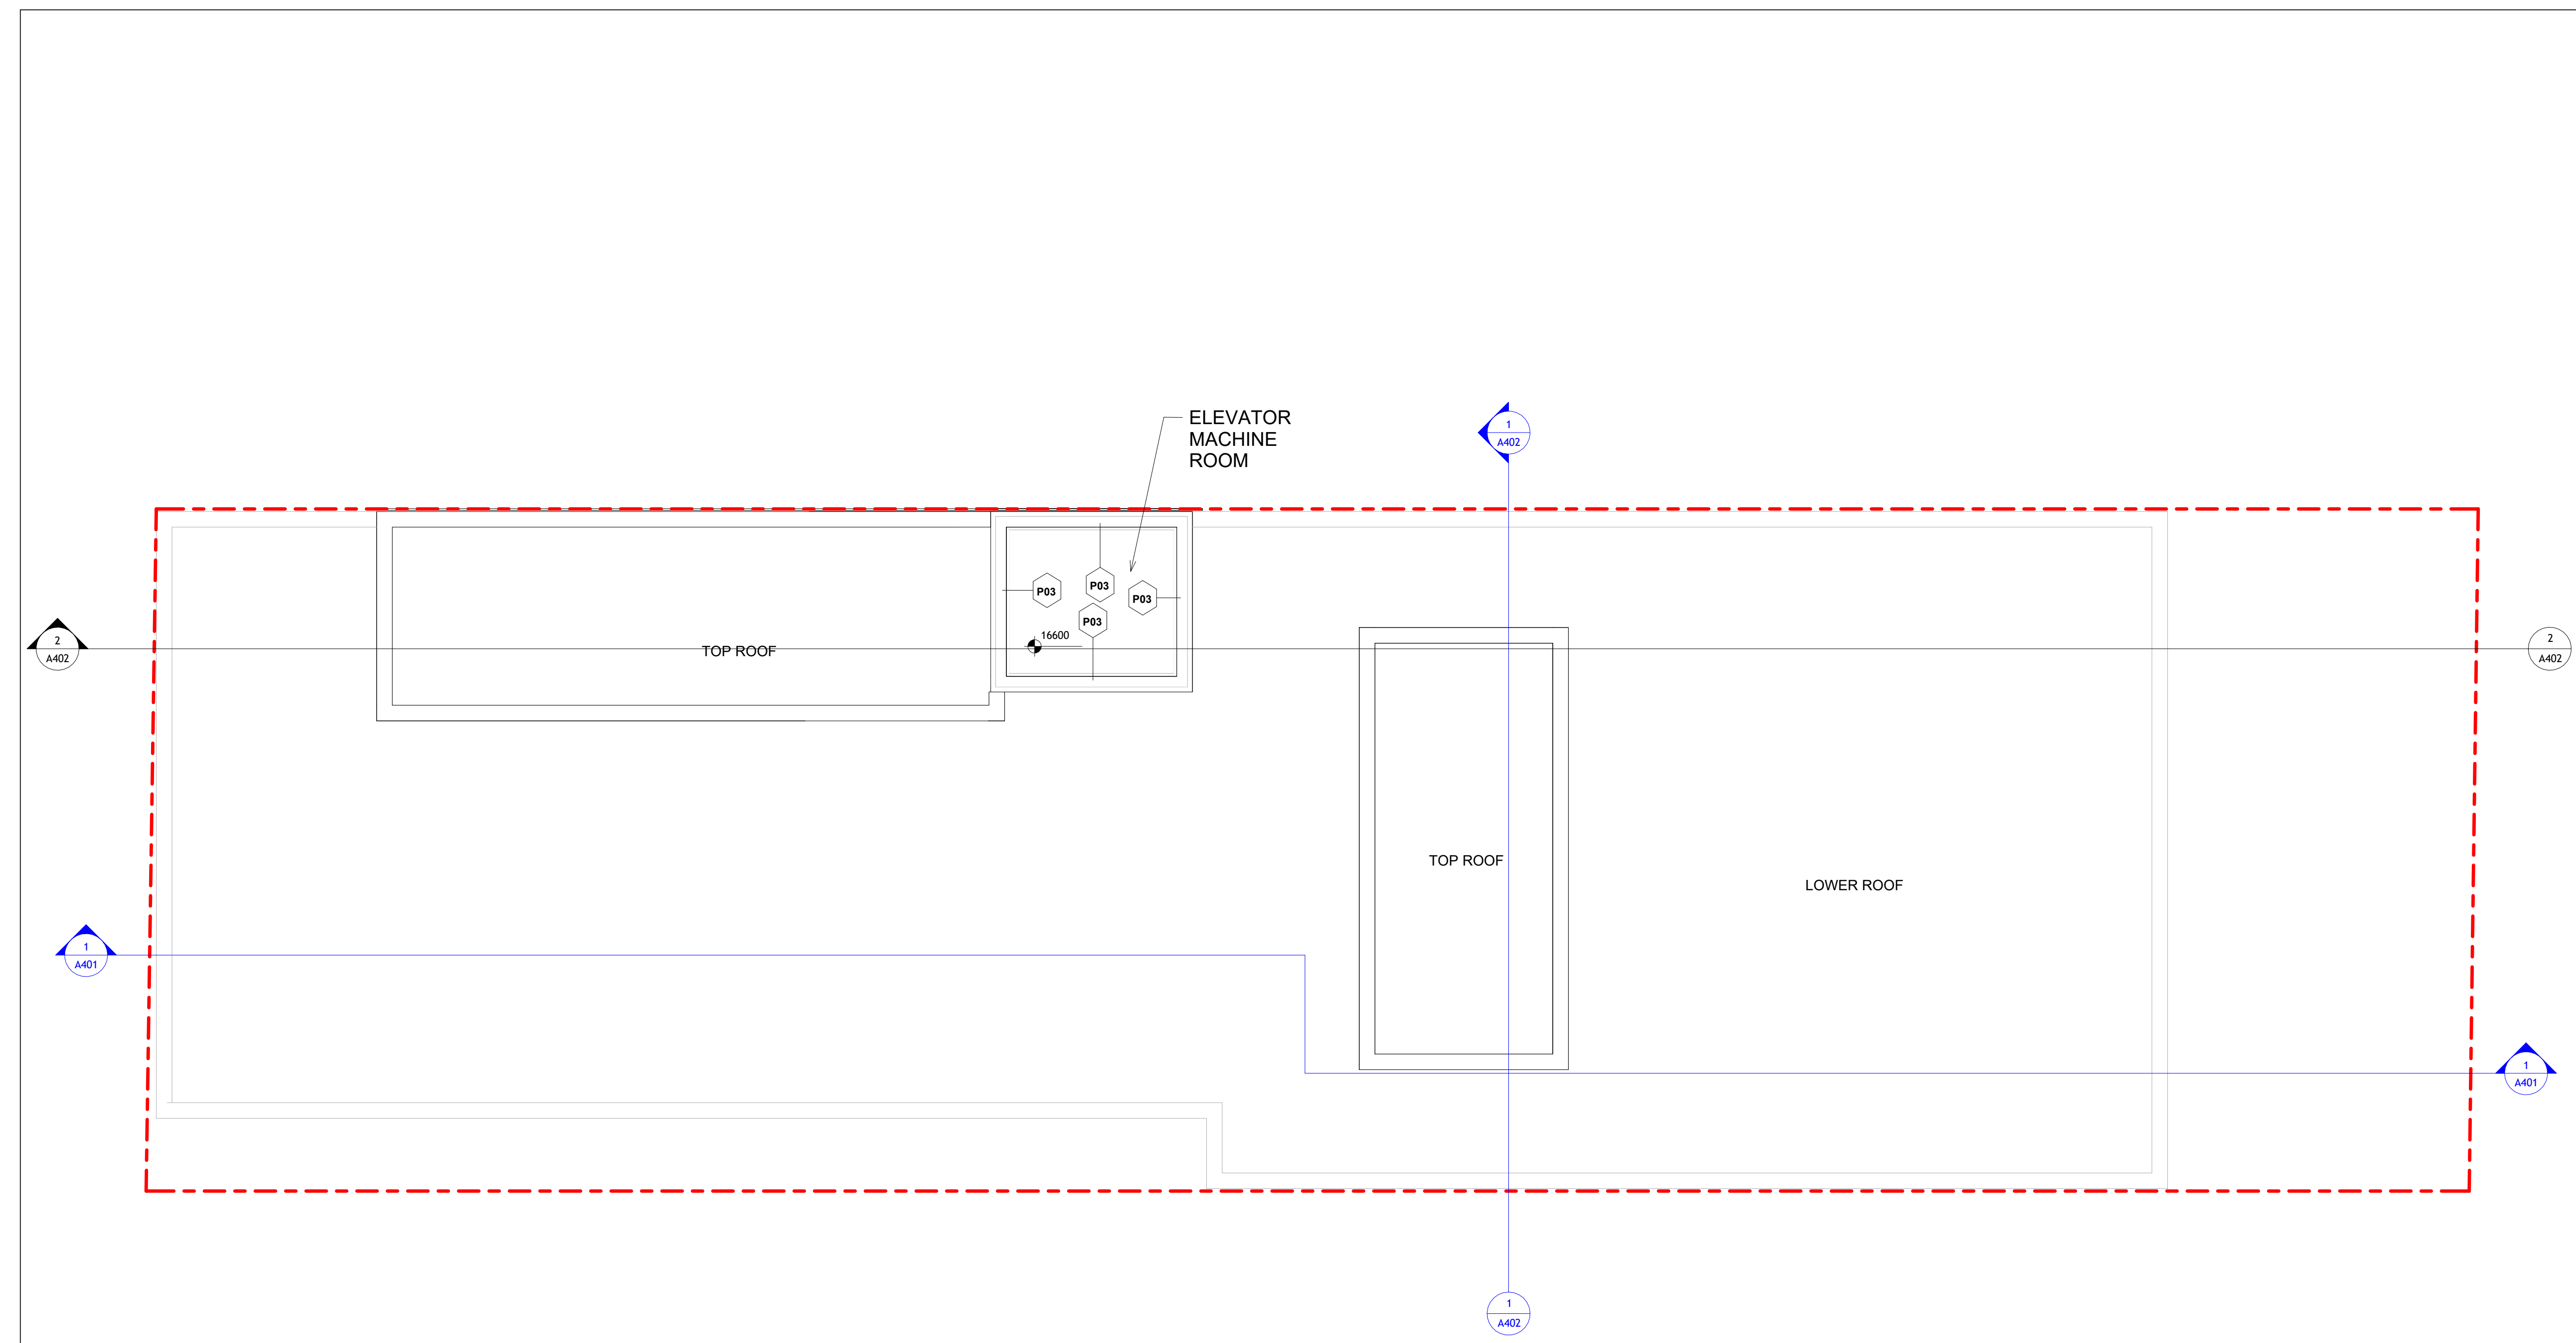 ELEVATOR
MACHINE
ROOM
1
A402
P03
P03
P03
P03
16600
2
A402
2
A402
TOP ROOF
TOP ROOF
LOWER ROOF
1
A401
1
A401
1
A402